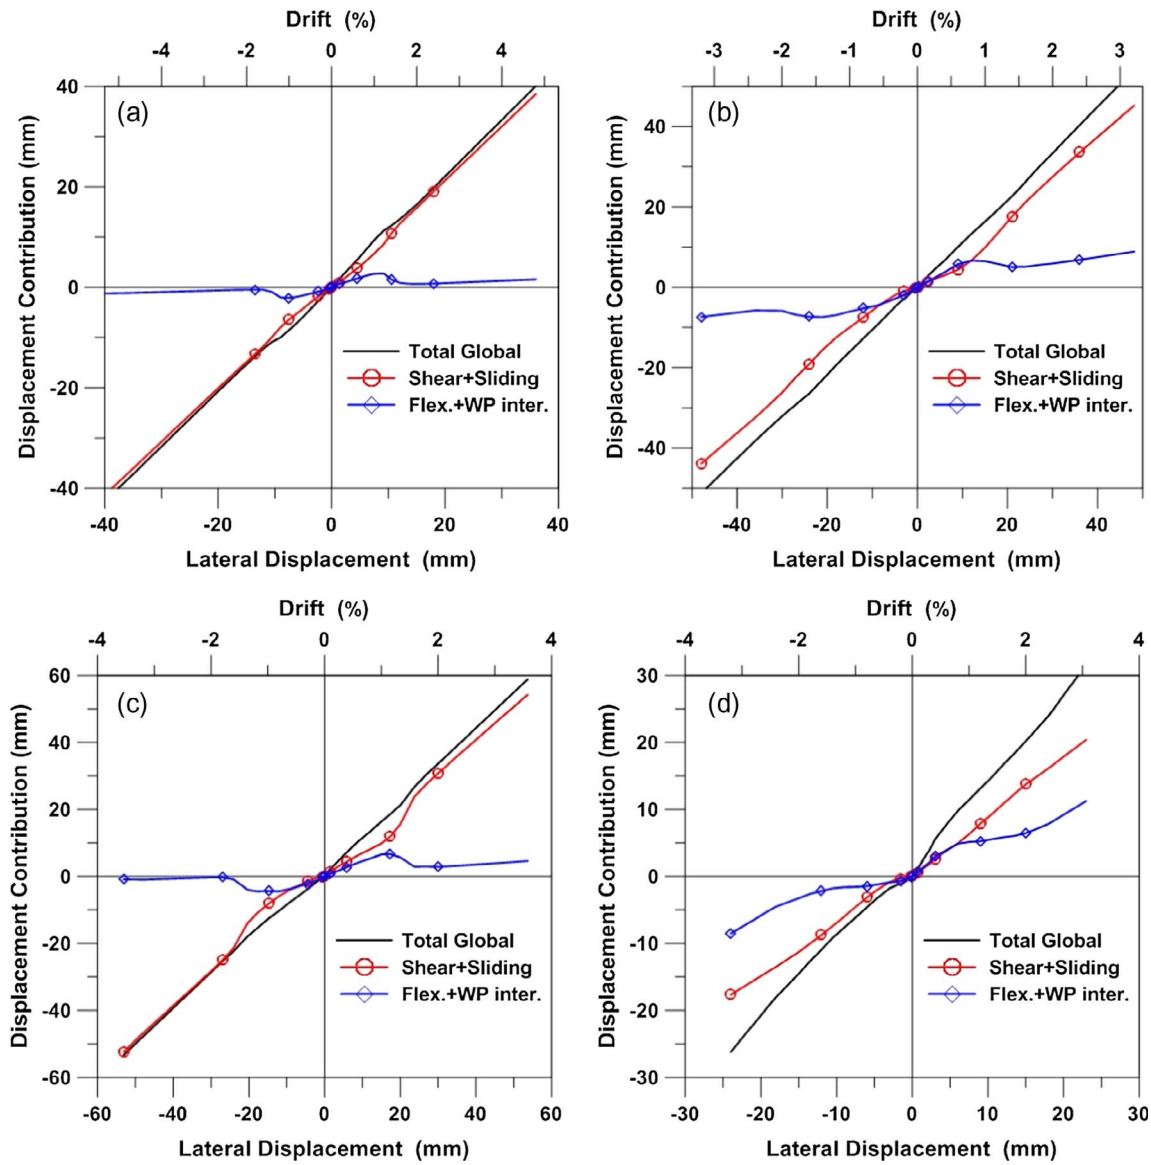 Drift (%)
-4 -2 0 2 4
40
20
0
-20
-40
(a)
Displacement Contribution (mm)
Total Global
Shear+Sliding
Flex.+WP inter.
-40 -20 0 20 40
Lateral Displacement (mm)
Drift (%)
-3 -2 -1 0 1 2 3
40
20
0
-20
-40
(b)
Displacement Contribution (mm)
Total Global
Shear+Sliding
Flex.+WP inter.
-40 -20 0 20 40
Lateral Displacement (mm)
Drift (%)
-4 -2 0 2 4
60
40
20
0
-20
-40
-60
(c)
Displacement Contribution (mm)
Total Global
Shear+Sliding
Flex.+WP inter.
-60 -40 -20 0 20 40 60
Lateral Displacement (mm)
Drift (%)
-4 -2 0 2 4
30
20
10
0
-10
-20
-30
(d)
Displacement Contribution (mm)
Total Global
Shear+Sliding
Flex.+WP inter.
-30 -20 -10 0 10 20 30
Lateral Displacement (mm)